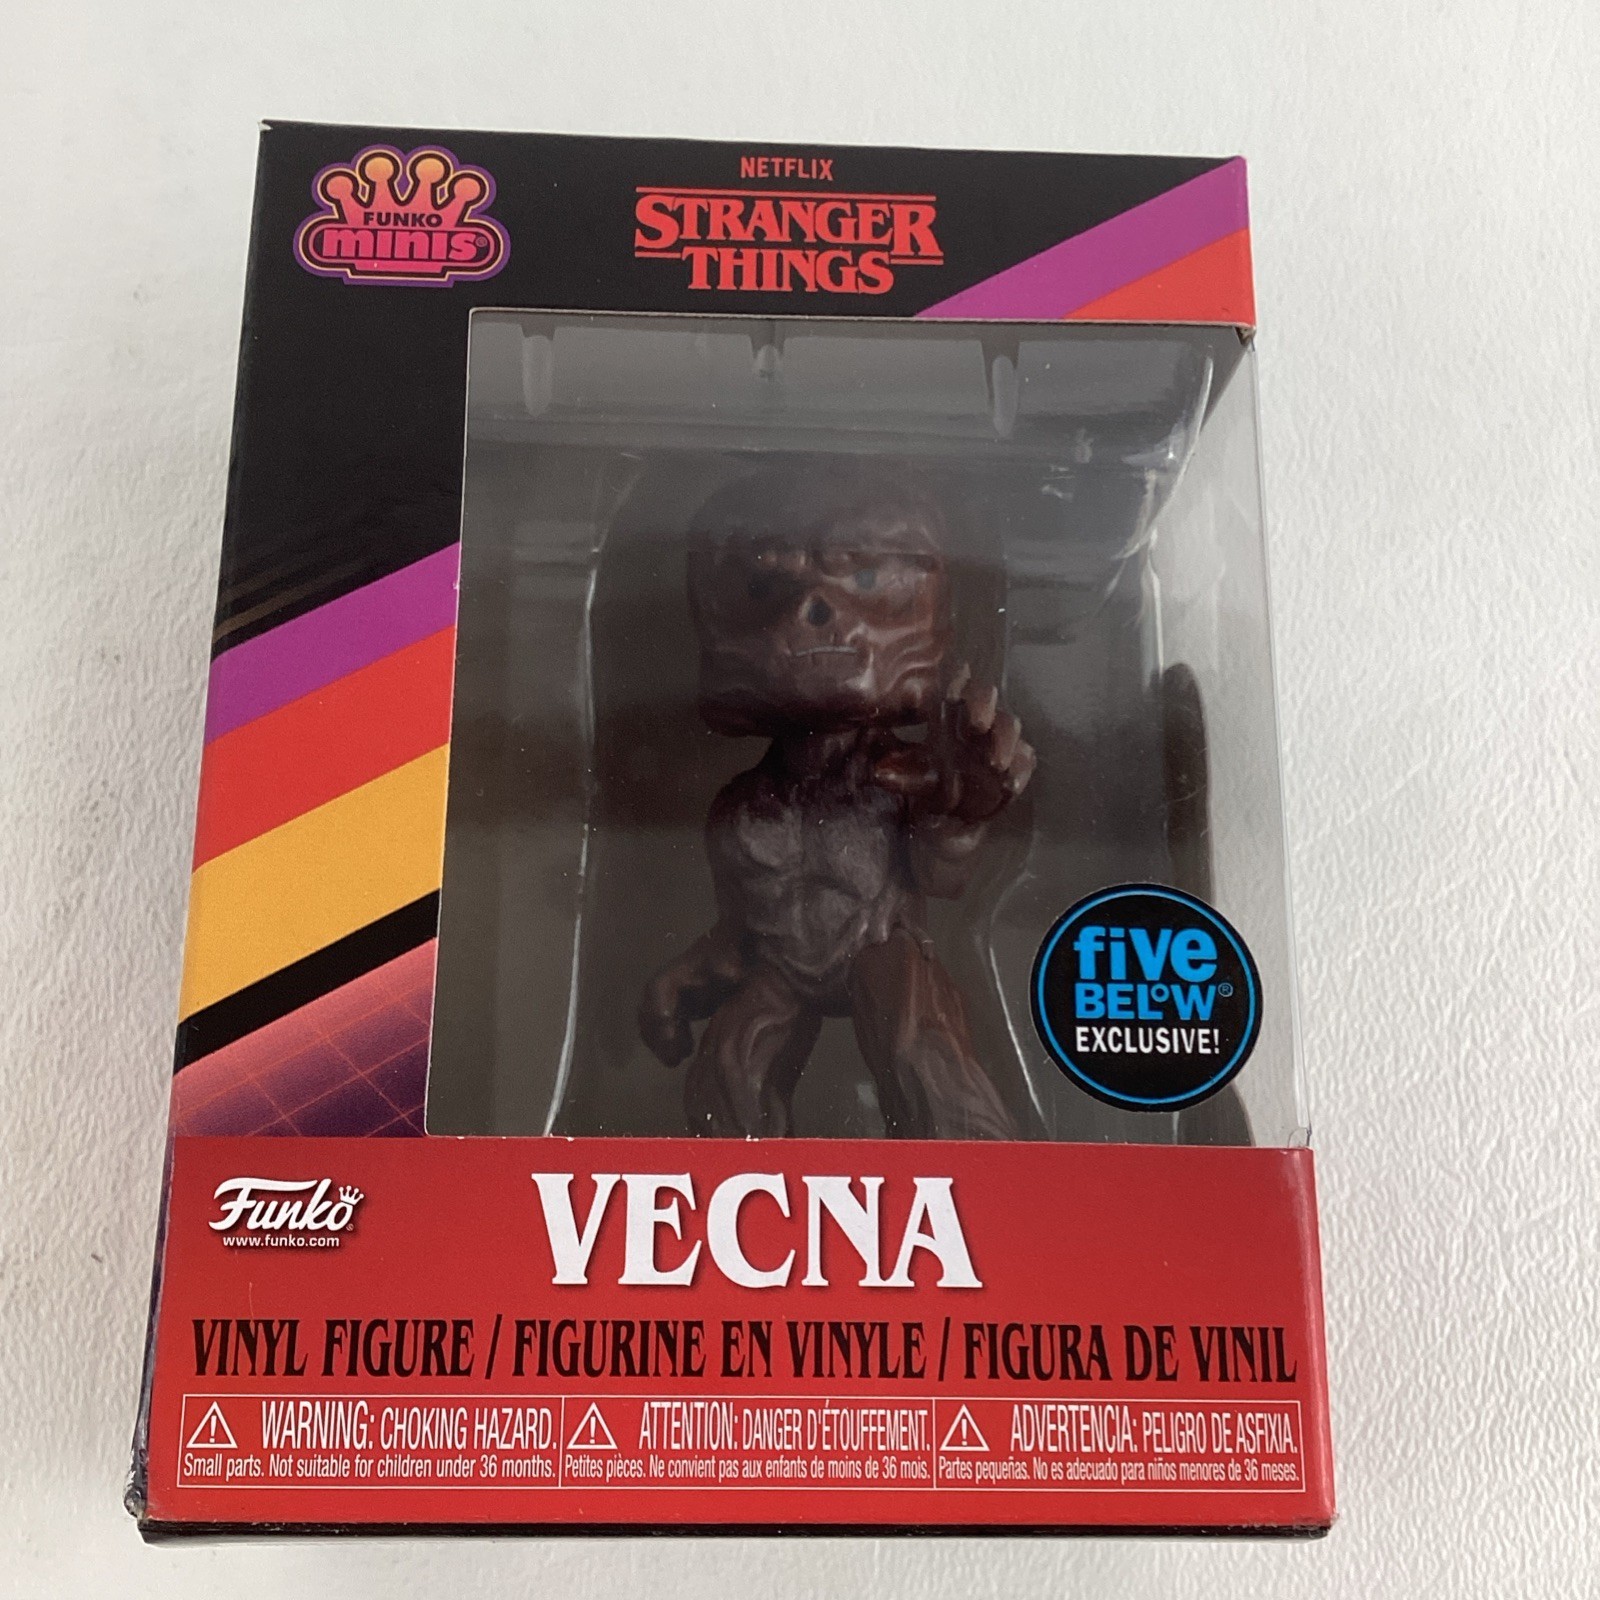 FUNKO
minis®
NETFLIX
STRANGER
THINGS
five
BELOW®
EXCLUSIVE!
Funko®
www.funko.com
VECNA
VINYL FIGURE / FIGURINE EN VINYLE / FIGURA DE VINIL
WARNING: CHOKING HAZARD.
Small parts. Not suitable for children under 36 months.
ATTENTION: DANGER D'ÉTOUFFEMENT.
Petites pièces. Ne convient pas aux enfants de moins de 36 mois.
ADVERTENCIA: PELIGRO DE ASFIXIA.
Partes pequeñas. No es adecuado para niños menores de 36 meses.